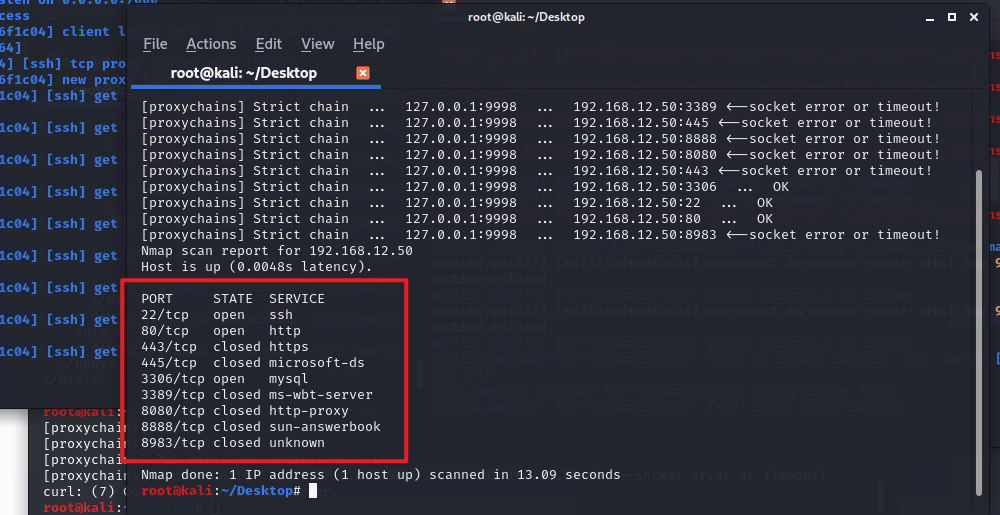 root@kali: ~/Desktop
File Actions Edit View Help
root@kali: ~/Desktop
[proxychains] Strict chain ... 127.0.0.1:9998 ... 192.168.12.50:3389 <--socket error or timeout!
[proxychains] Strict chain ... 127.0.0.1:9998 ... 192.168.12.50:445 <--socket error or timeout!
[proxychains] Strict chain ... 127.0.0.1:9998 ... 192.168.12.50:8888 <--socket error or timeout!
[proxychains] Strict chain ... 127.0.0.1:9998 ... 192.168.12.50:8080 <--socket error or timeout!
[proxychains] Strict chain ... 127.0.0.1:9998 ... 192.168.12.50:443 <--socket error or timeout!
[proxychains] Strict chain ... 127.0.0.1:9998 ... 192.168.12.50:3306 ... OK
[proxychains] Strict chain ... 127.0.0.1:9998 ... 192.168.12.50:22 ... OK
[proxychains] Strict chain ... 127.0.0.1:9998 ... 192.168.12.50:80 ... OK
[proxychains] Strict chain ... 127.0.0.1:9998 ... 192.168.12.50:8983 <--socket error or timeout!
Nmap scan report for 192.168.12.50
Host is up (0.0048s latency).
PORT STATE SERVICE
22/tcp open ssh
80/tcp open http
443/tcp closed https
445/tcp closed microsoft-ds
3306/tcp open mysql
3389/tcp closed ms-wbt-server
8080/tcp closed http-proxy
8888/tcp closed sun-answerbook
8983/tcp closed unknown
Nmap done: 1 IP address (1 host up) scanned in 13.09 seconds
root@kali:~/Desktop#
cess
6f1c04] client
64]
4] [ssh] tcp
6f1c04] new
1c04] [ssh] get
1c04] [ssh] get
1c04] [ssh] get
1c04] [ssh] get
1c04] [ssh] get
1c04] [ssh] get
1c04] [ssh] get
1c04] [ssh] get
1c04] [ssh] get
root@kali:
[proxychains
[proxychains
[proxychains
curl: (7)
root@kali: